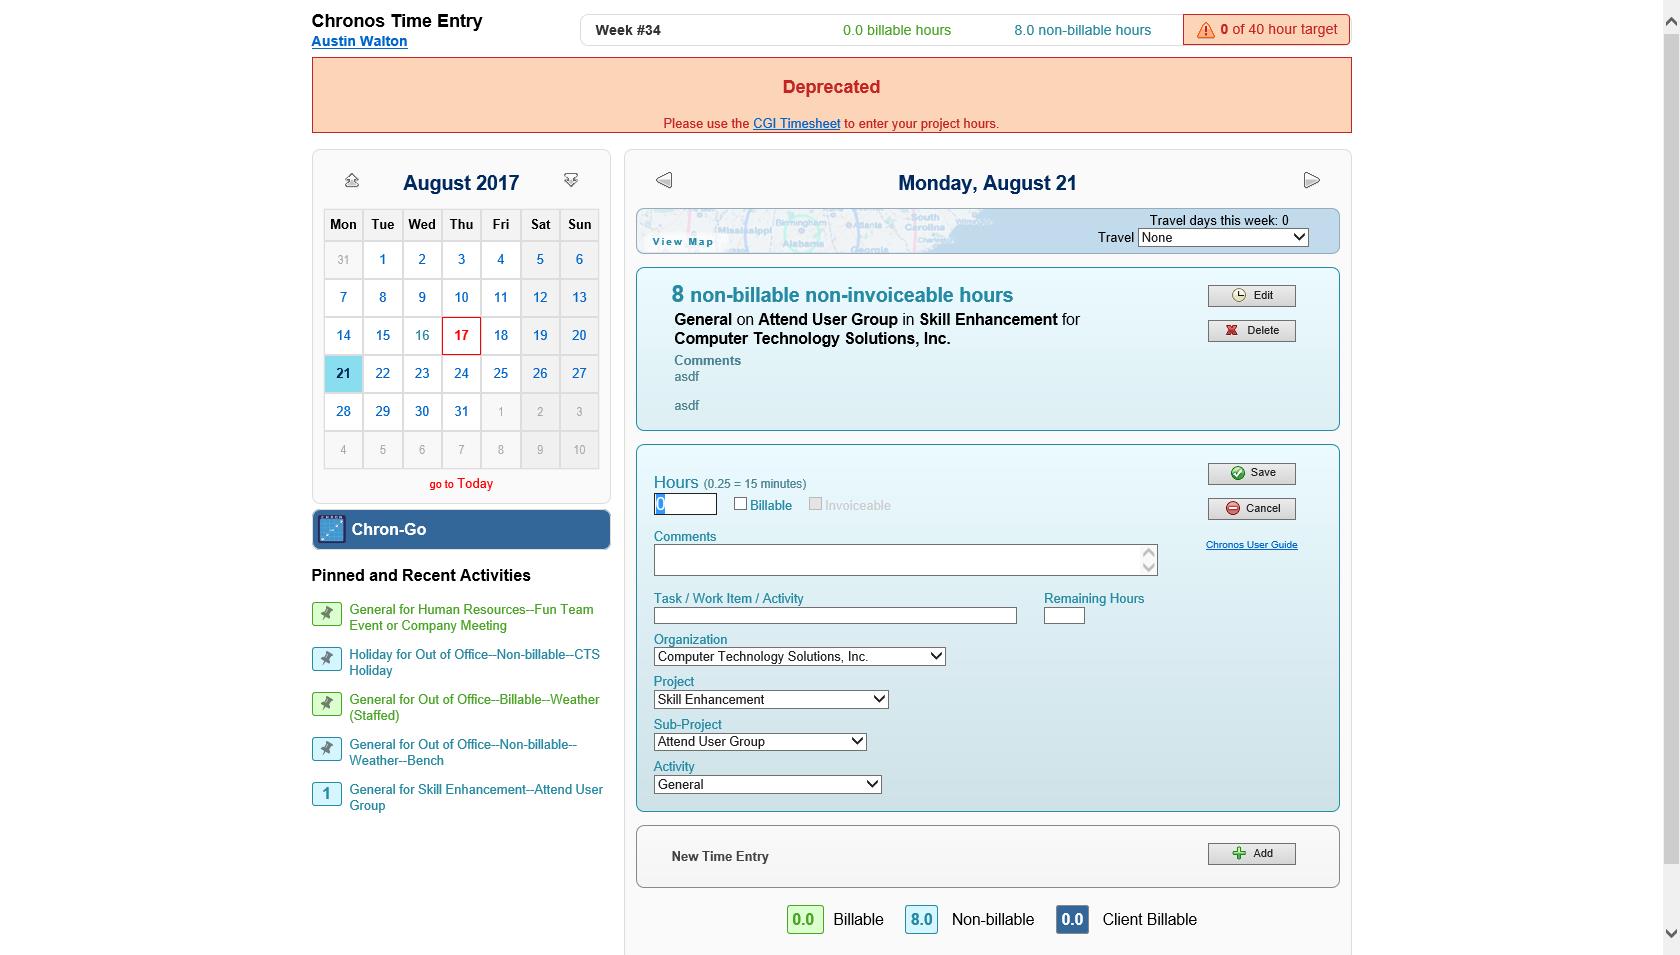 Chronos Time Entry
Austin Walton
Week #34
0.0 billable hours
8.0 non-billable hours
0 of 40 hour target
Deprecated
Please use the CGI Timesheet to enter your project hours.
August 2017
Mon Tue Wed Thu Fri Sat Sun
31 1 2 3 4 5 6
7 8 9 10 11 12 13
14 15 16 17 18 19 20
21 22 23 24 25 26 27
28 29 30 31 1 2 3
4 5 6 7 8 9 10
go to Today
Chron-Go
Pinned and Recent Activities
General for Human Resources--Fun Team
Event or Company Meeting
Holiday for Out of Office--Non-billable--CTS
Holiday
General for Out of Office--Billable--Weather
(Staffed)
General for Out of Office--Non-billable--
Weather--Bench
1
General for Skill Enhancement--Attend User
Group
Monday, August 21
View Map
Mississippi
Birmingham
Alabama
Atlanta
Georgia
South
Carolina
Travel days this week: 0
Travel None
8 non-billable non-invoiceable hours
General on Attend User Group in Skill Enhancement for
Computer Technology Solutions, Inc.
Comments
asdf
asdf
Edit
Delete
Hours (0.25 = 15 minutes)
0
Billable
Invoiceable
Comments
Task / Work Item / Activity
Remaining Hours
Organization
Computer Technology Solutions, Inc.
Project
Skill Enhancement
Sub-Project
Attend User Group
Activity
General
Save
Cancel
Chronos User Guide
New Time Entry
Add
0.0 Billable
8.0 Non-billable
0.0 Client Billable